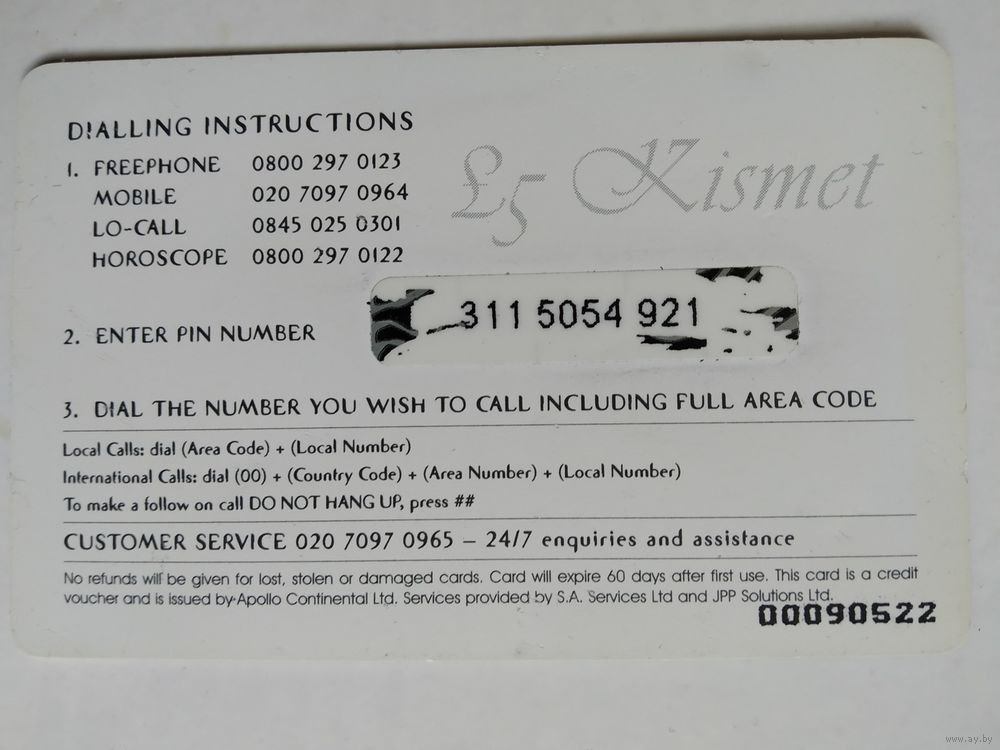 DIALLING INSTRUCTIONS
1. FREEPHONE 0800 297 0123
MOBILE 020 7097 0964
LO-CALL 0845 025 0301
HOROSCOPE 0800 297 0122
£5 Kismet
2. ENTER PIN NUMBER 311 5054 921
3. DIAL THE NUMBER YOU WISH TO CALL INCLUDING FULL AREA CODE
Local Calls: dial (Area Code) + (Local Number)
International Calls: dial (00) + (Country Code) + (Area Number) + (Local Number)
To make a follow on call DO NOT HANG UP, press ##
CUSTOMER SERVICE 020 7097 0965 – 24/7 enquiries and assistance
No refunds will be given for lost, stolen or damaged cards. Card will expire 60 days after first use. This card is a credit
voucher and is issued by Apollo Continental Ltd. Services provided by S.A. Services Ltd and JPP Solutions Ltd.
00090522
www.ay.by